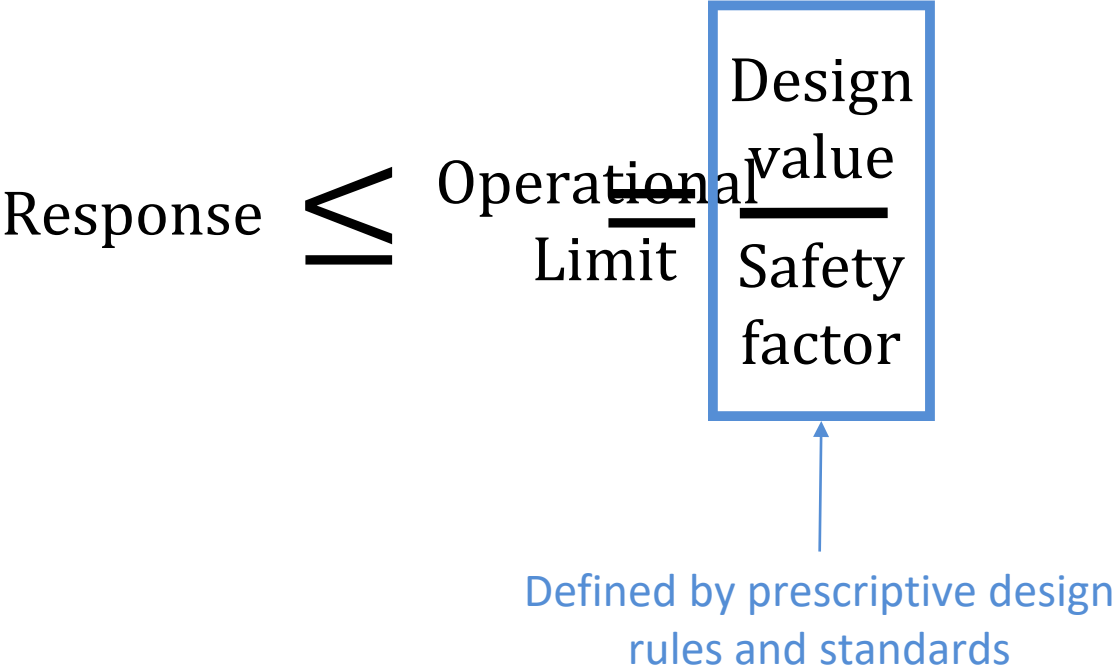 Response ≤ Operational
Limit
=
Design
value
Safety
factor
Defined by prescriptive design
rules and standards